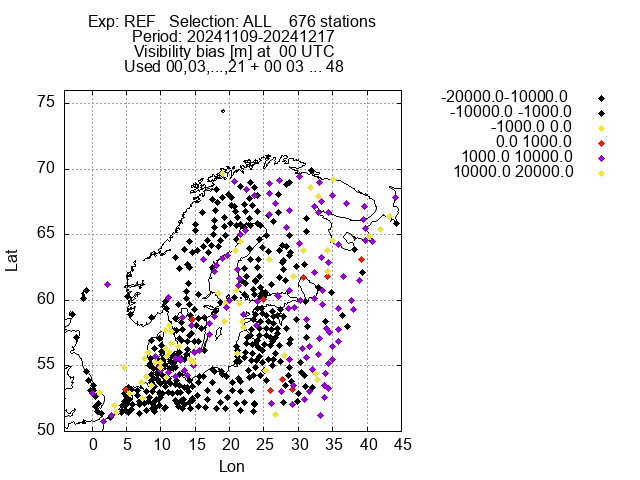 Exp: REF   Selection: ALL    676 stations
Period: 20241109-20241217
Visibility bias [m] at  00 UTC
Used 00,03,...,21 + 00 03 ... 48
-20000.0-10000.0
-10000.0 -1000.0
-1000.0 0.0
0.0 1000.0
1000.0 10000.0
10000.0 20000.0
75
70
65
60
55
50
Lat
0 5 10 15 20 25 30 35 40 45
Lon